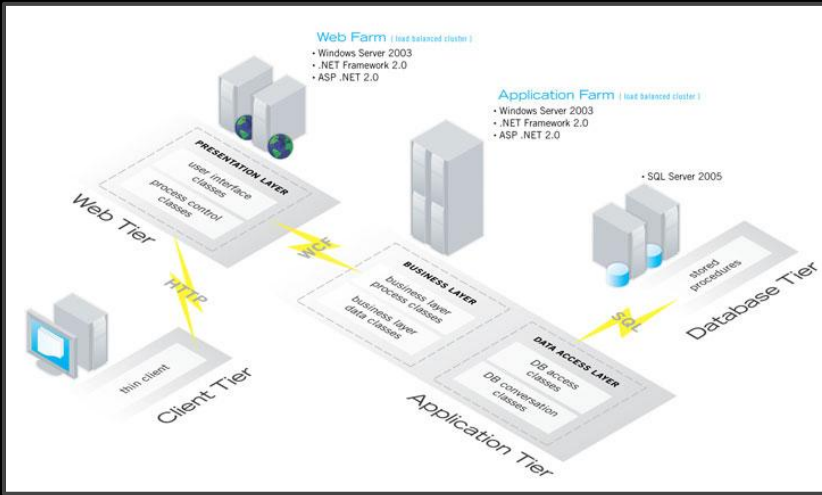 Web Farm ( load balanced cluster )
• Windows Server 2003
• .NET Framework 2.0
• ASP .NET 2.0
Application Farm ( load balanced cluster )
• Windows Server 2003
• .NET Framework 2.0
• ASP .NET 2.0
• SQL Server 2005
PRESENTATION LAYER
user interface
classes
process control
classes
Web Tier
WCF
HTTP
thin client
Client Tier
BUSINESS LAYER
business layer
process classes
business layer
data classes
DATA ACCESS LAYER
DB access
classes
DB conversation
classes
Application Tier
SQL
stored
procedures
Database Tier